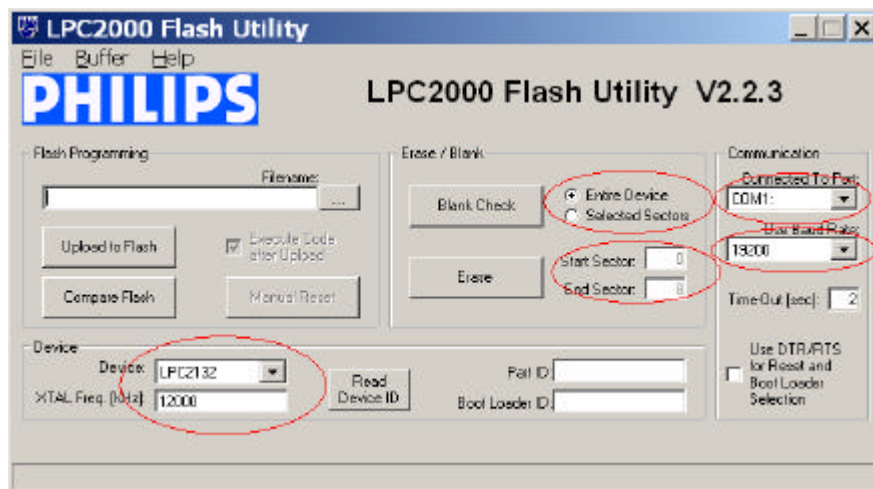 LPC2000 Flash Utility
File Buffer Help
PHILIPS
LPC2000 Flash Utility V2.2.3
Flash Programming
Filename:
...
Upload to Flash
Execute Code after Upload
Compare Flash
Manual Reset
Erase / Blank
Blank Check
Entire Device
Selected Sectors
Erase
Start Sector: 0
End Sector: 8
Communication
Connected To Port:
COM1:
Use Baud Rate:
19200
Time-Out [sec]: 2
Use DTR/RTS
for Reset and
Boot Loader
Selection
Device
Device: LPC2132
XTAL Freq. [kHz]: 12000
Read
Device ID
Part ID:
Boot Loader ID: